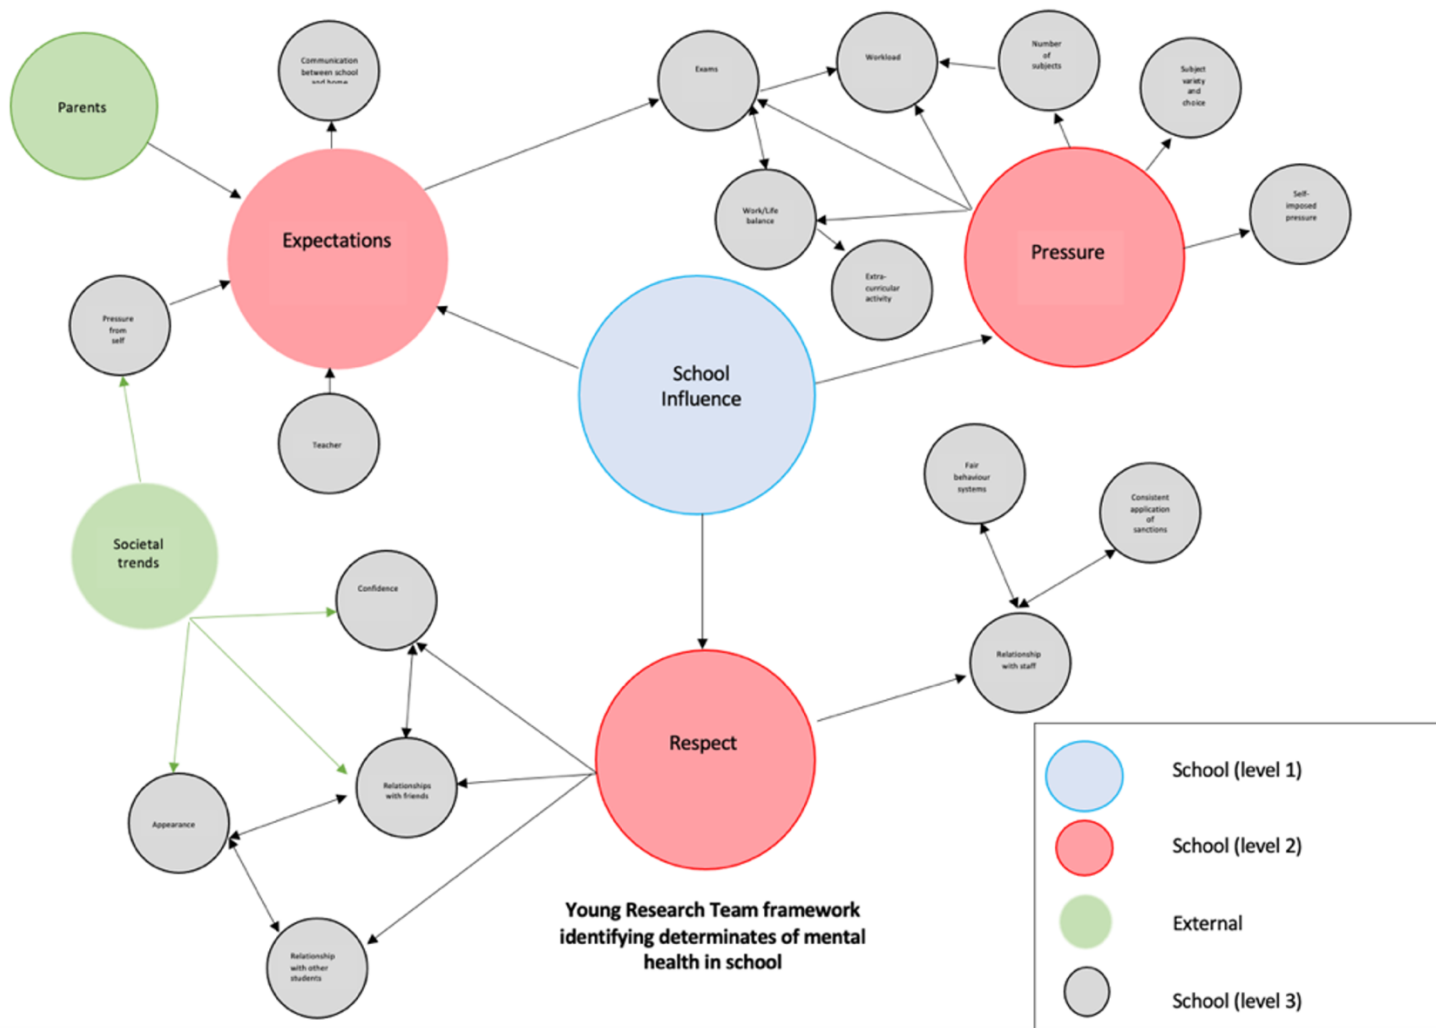 Parents
Communication
between school
and home
Expectations
Pressure
from
self
Teacher
Societal
trends
Exams
Workload
Number
of
subjects
Subject
variety
and
choice
Work/Life
balance
Extra-
curricular
activity
Self-
imposed
pressure
Pressure
School
Influence
Fair
behaviour
systems
Consistent
application
of
sanctions
Relationship
with staff
Confidence
Relationships
with friends
Appearance
Relationship
with other
students
Respect
Young Research Team framework
identifying determinates of mental
health in school
School (level 1)
School (level 2)
External
School (level 3)